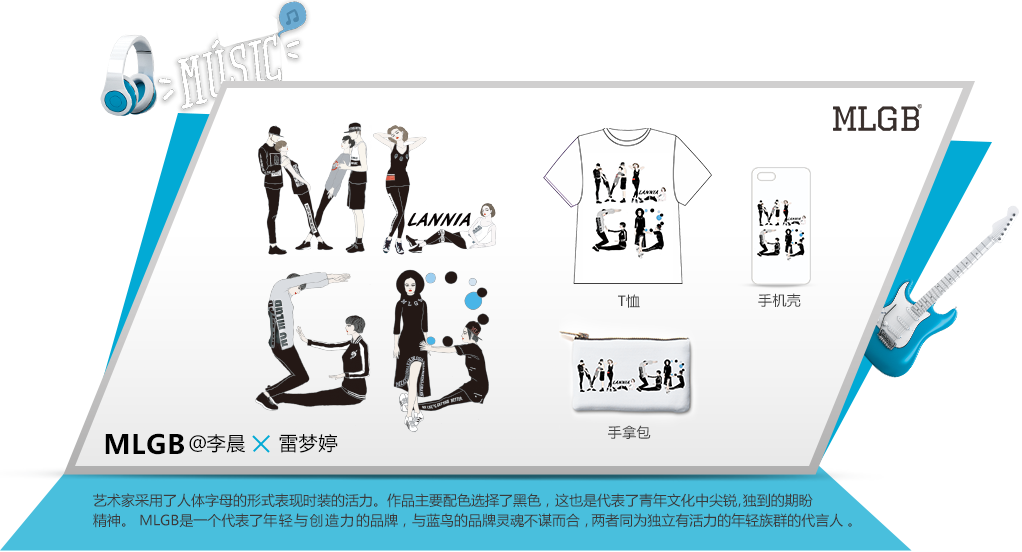 MUSIC
MLGB
LANNIA
T恤
手机壳
手拿包
MLGB @李晨 × 雷梦婷
艺术家采用了人体字母的形式表现时装的活力。作品主要配色选择了黑色，这也是代表了青年文化中尖锐,独到的期盼
精神。 MLGB是一个代表了年轻与创造力的品牌，与蓝鸟的品牌灵魂不谋而合，两者同为独立有活力的年轻族群的代言人。